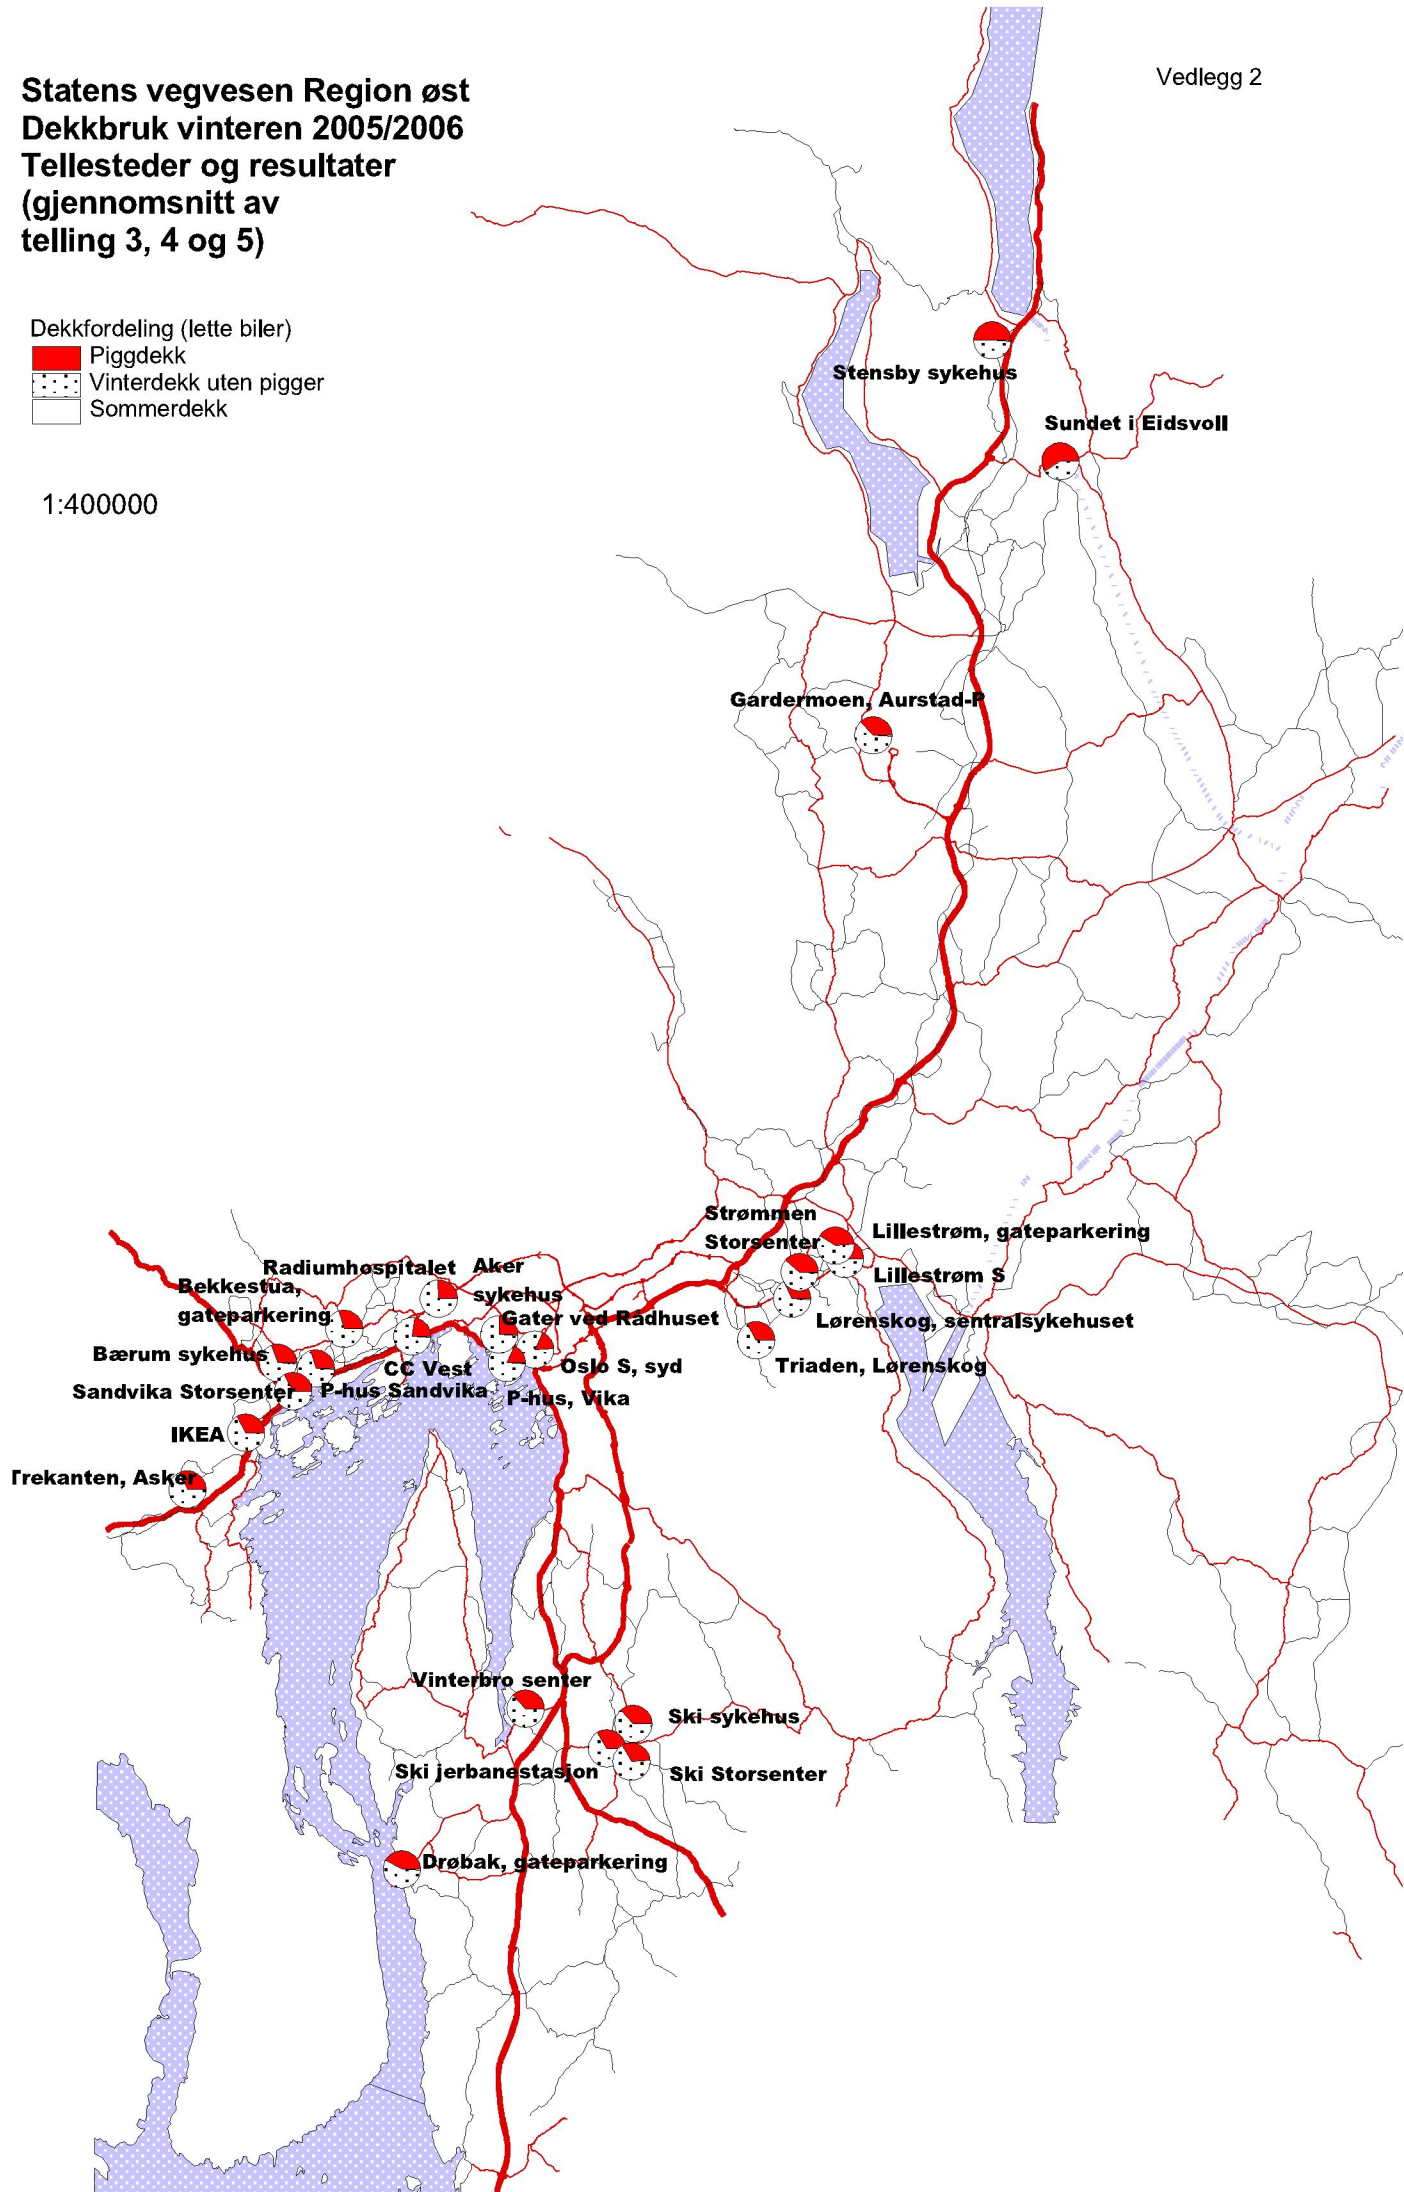 Statens vegvesen Region øst
Dekkbruk vinteren 2005/2006
Tellesteder og resultater
(gjennomsnitt av
telling 3, 4 og 5)
Vedlegg 2
Dekkfordeling (lette biler)
Piggdekk
Vinterdekk uten pigger
Sommerdekk
1:400000
Stensby sykehus
Sundet i Eidsvoll
Gardermoen, Aurstad-P
Strømmen
Storsenter
Lillestrøm, gateparkering
Lillestrøm S
Lørenskog, sentralsykehuset
Triaden, Lørenskog
Radiumhospitalet
Aker
sykehus
Bekkestua,
gateparkering
Gater ved Rådhuset
Bærum sykehus
CC Vest
Oslo S, syd
Sandvika Storsenter
P-hus Sandvika
P-hus, Vika
IKEA
Trekanten, Asker
Vinterbro senter
Ski sykehus
Ski jerbanestasjon
Ski Storsenter
Drøbak, gateparkering